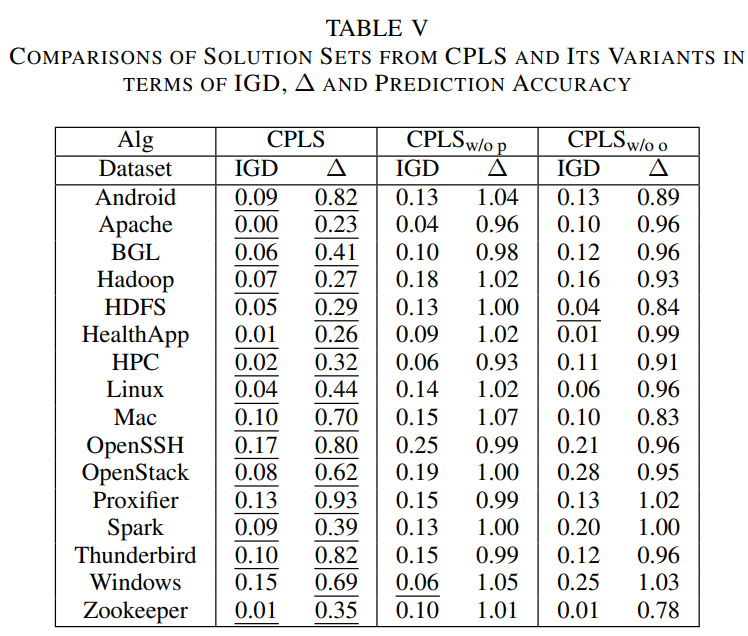 TABLE V
COMPARISONS OF SOLUTION SETS FROM CPLS AND ITS VARIANTS IN
TERMS OF IGD, Δ AND PREDICTION ACCURACY
Alg CPLS CPLSw/o p CPLSw/o o
Dataset IGD Δ IGD Δ IGD Δ
Android 0.09 0.82 0.13 1.04 0.13 0.89
Apache 0.00 0.23 0.04 0.96 0.10 0.96
BGL 0.06 0.41 0.10 0.98 0.12 0.96
Hadoop 0.07 0.27 0.18 1.02 0.16 0.93
HDFS 0.05 0.29 0.13 1.00 0.04 0.84
HealthApp 0.01 0.26 0.09 1.02 0.01 0.99
HPC 0.02 0.32 0.06 0.93 0.11 0.91
Linux 0.04 0.44 0.14 1.02 0.06 0.96
Mac 0.10 0.70 0.15 1.07 0.10 0.83
OpenSSH 0.17 0.80 0.25 0.99 0.21 0.96
OpenStack 0.08 0.62 0.19 1.00 0.28 0.95
Proxifier 0.13 0.93 0.15 0.99 0.13 1.02
Spark 0.09 0.39 0.13 1.00 0.20 1.00
Thunderbird 0.10 0.82 0.15 0.99 0.12 0.96
Windows 0.15 0.69 0.06 1.05 0.25 1.03
Zookeeper 0.01 0.35 0.10 1.01 0.01 0.78